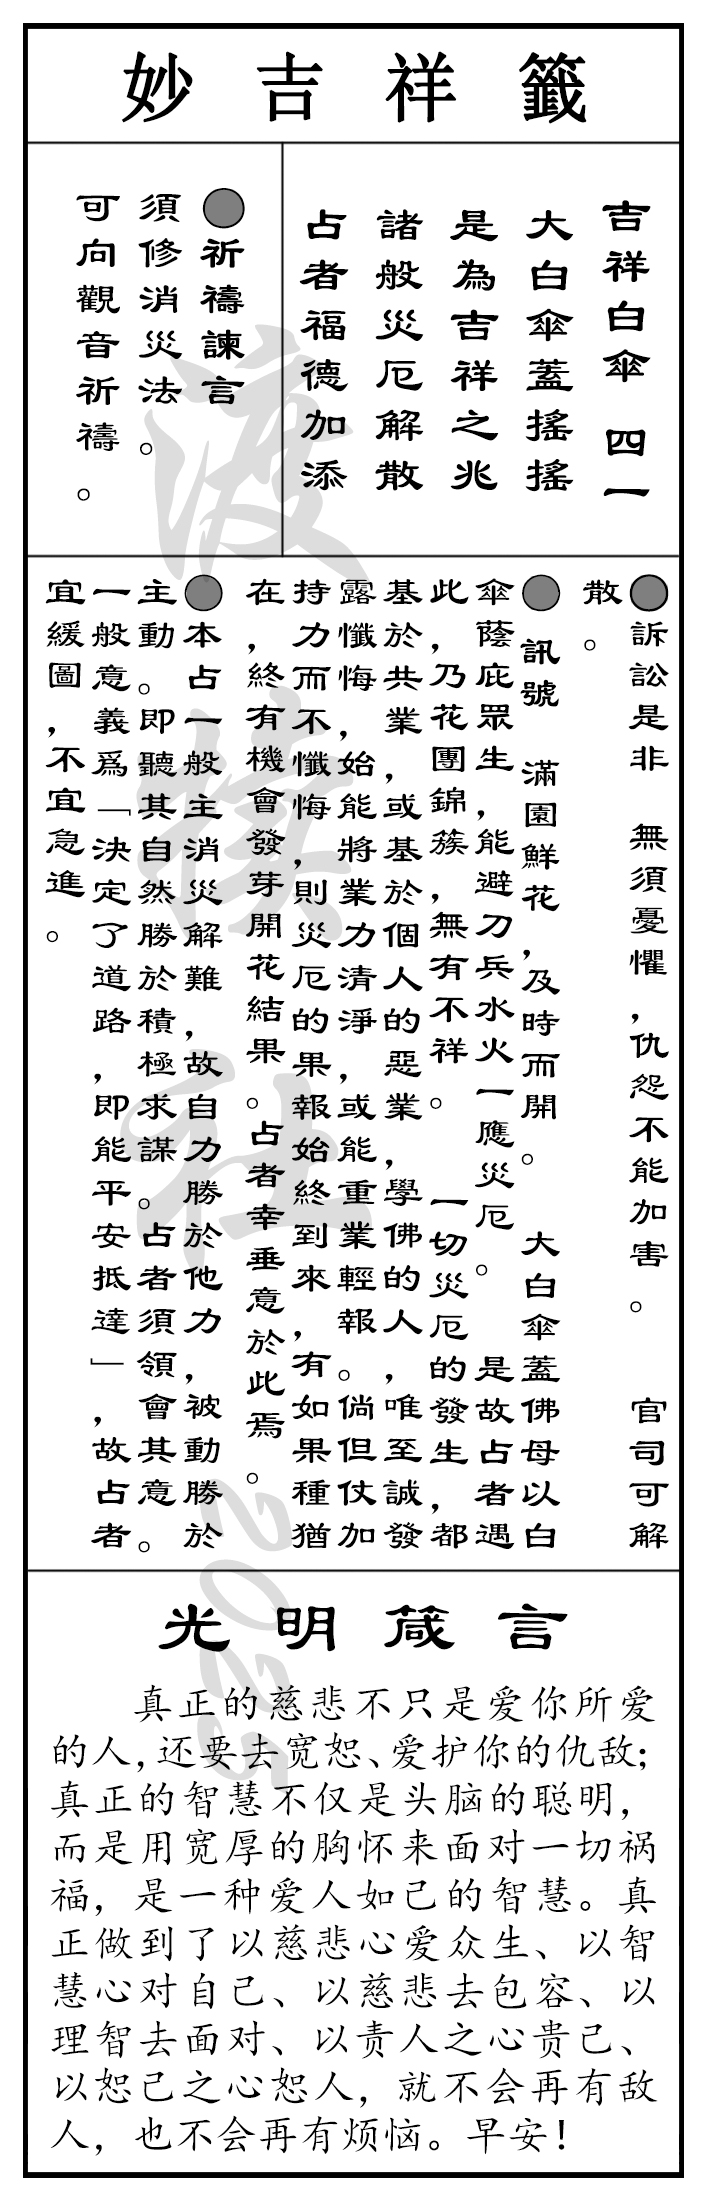 妙吉祥籤
吉祥白傘 四一
大白傘蓋搖搖
是為吉祥之兆
諸般災厄解散
占者福德加添
●祈禱諫言
須修消災法。
可向觀音祈禱。
●訴訟是非 無須憂懼，仇怨不能加害。 官司可解
散。
●訊號 滿園鮮花，及時而開。 大白傘蓋佛母以白
傘蔭庇眾生，能避刀兵水火一應災厄。 是故占者遇
此，乃花團錦簇，無有不祥。 一切災厄的發生，都
基於共業，或基於個人的惡業，學佛的人，唯至誠發
露懺悔，始能將業力清淨，或能重業輕報。倘但仗加
持力而不懺悔，則災厄的果報始終到來，有如果種猶
在，終有機會發芽開花結果。占者幸垂意於此焉。
●本占一般主消災解難，故自力勝於他力，被動勝於
主動。即聽其自然勝於積極求謀。占者須領會其意。
一般意義爲「決定了道路，即能平安抵達」，故占者
宜緩圖，不宜急進。
光明箴言
真正的慈悲不只是爱你所爱
的人，还要去宽恕、爱护你的仇敌；
真正的智慧不仅是头脑的聪明，
而是用宽厚的胸怀来面对一切祸
福，是一种爱人如己的智慧。真
正做到了以慈悲心爱众生、以智
慧心对自己、以慈悲去包容、以
理智去面对、以责人之心贵己、
以恕己之心恕人，就不会再有敌
人，也不会再有烦恼。早安！
2025